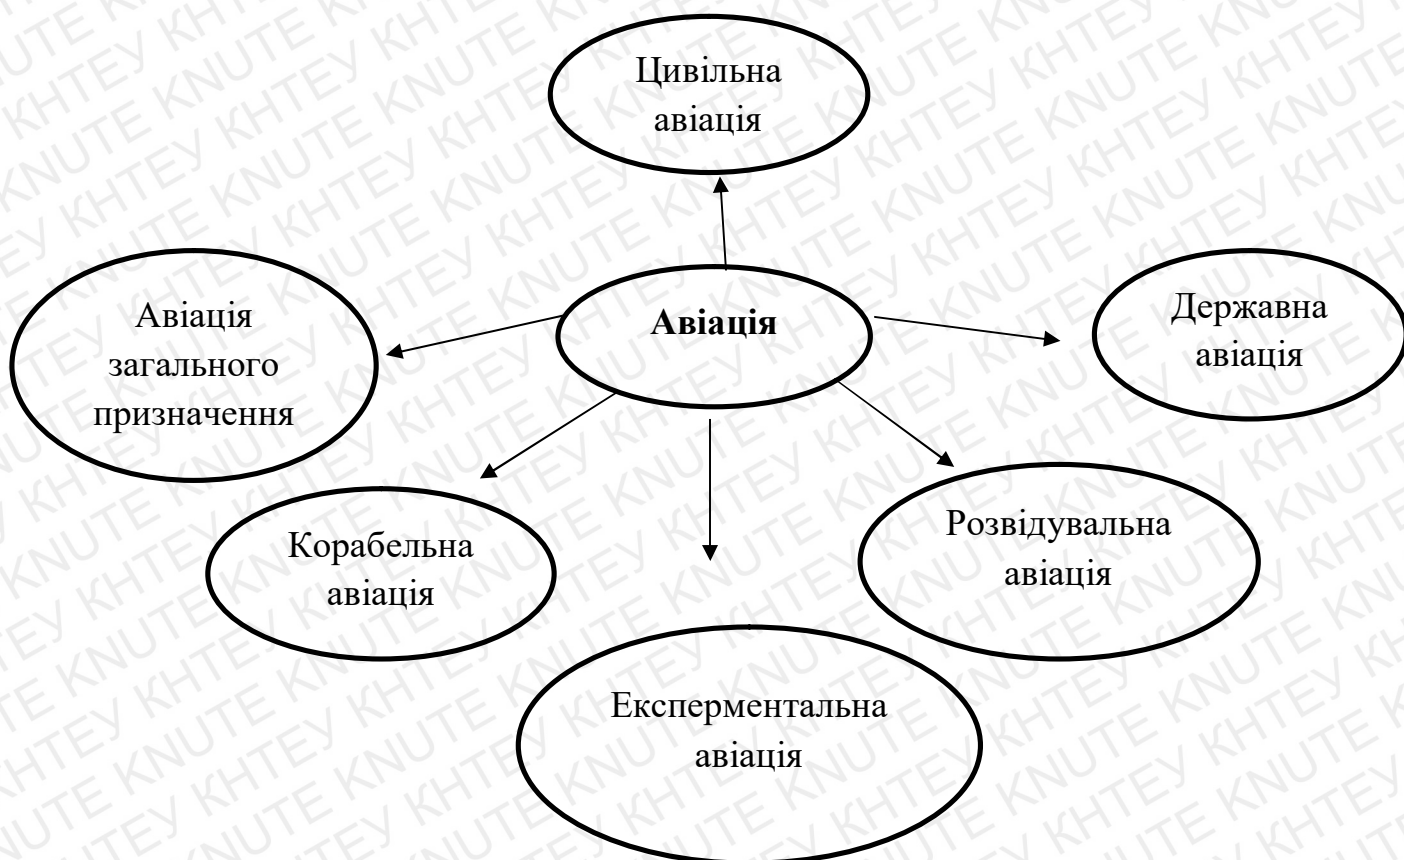 Цивільна
авіація
Авіація
загального
призначення
Авіація
Державна
авіація
Корабельна
авіація
Розвідувальна
авіація
Експерментальна
авіація